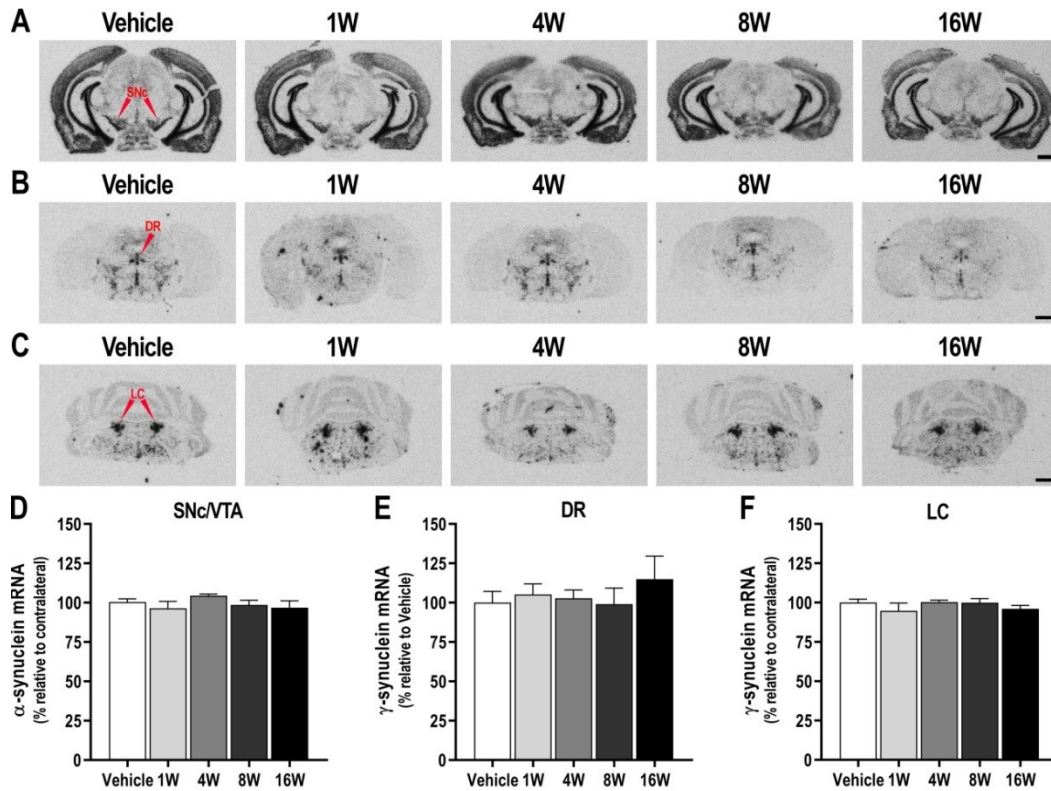 A Vehicle 1W 4W 8W 16W
SNc
B Vehicle 1W 4W 8W 16W
DR
C Vehicle 1W 4W 8W 16W
LC
D SNc/VTA
α-synuclein mRNA
(% relative to contralateral)
150
125
100
75
50
25
0
Vehicle 1W 4W 8W 16W
E DR
γ-synuclein mRNA
(% relative to Vehicle)
150
125
100
75
50
25
0
Vehicle 1W 4W 8W 16W
F LC
γ-synuclein mRNA
(% relative to contralateral)
150
125
100
75
50
25
0
Vehicle 1W 4W 8W 16W